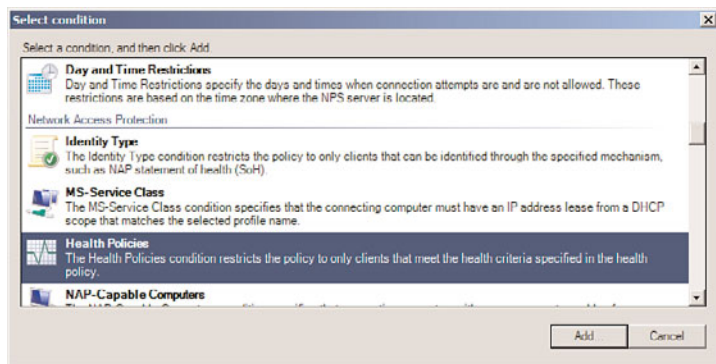 Select condition
Select a condition, and then click Add.
Day and Time Restrictions
Day and Time Restrictions specify the days and times when connection attempts are and are not allowed. These
restrictions are based on the time zone where the NPS server is located.
Network Access Protection
Identity Type
The Identity Type condition restricts the policy to only clients that can be identified through the specified mechanism,
such as NAP statement of health (SoH).
MS-Service Class
The MS-Service Class condition specifies that the connecting computer must have an IP address lease from a DHCP
scope that matches the selected profile name.
Health Policies
The Health Policies condition restricts the policy to only clients that meet the health criteria specified in the health
policy.
NAP-Capable Computers
Add...
Cancel